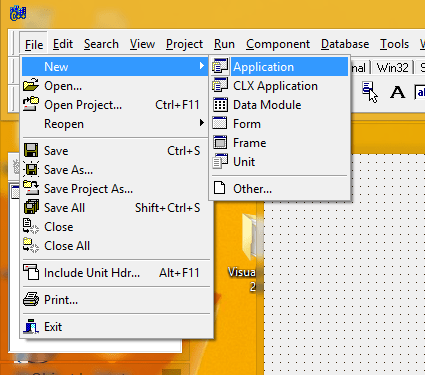 File Edit Search View Project Run Component Database Tools
New
Open...
Open Project... Ctrl+F11
Reopen
Save Ctrl+S
Save As...
Save Project As...
Save All Shift+Ctrl+S
Close
Close All
Include Unit Hdr... Alt+F11
Print...
Exit
Application
CLX Application
Data Module
Form
Frame
Unit
Other...
nal Win32 S
A
Visua
2